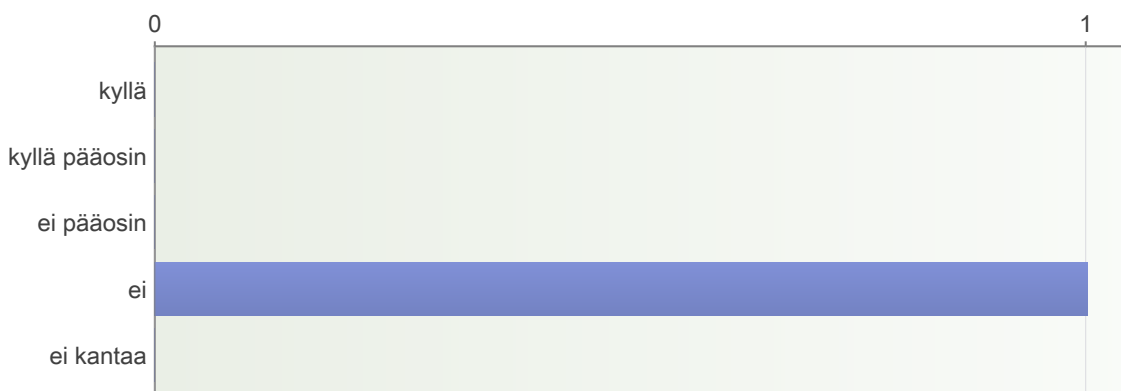 0 1
kyllä
kyllä pääosin
ei pääosin
ei
ei kantaa